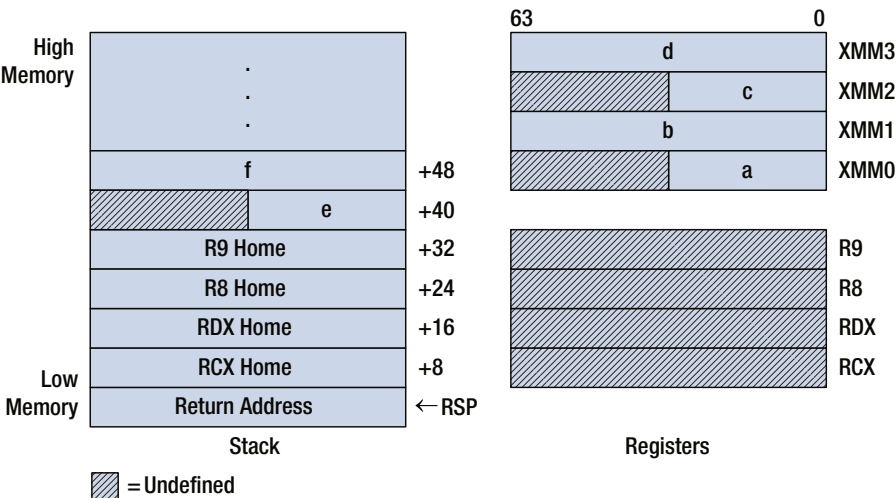 63 0
High
Memory
.
.
.
d XMM3
c XMM2
b XMM1
f +48
a XMM0
e +40
R9 Home +32
R9
R8 Home +24
R8
RDX Home +16
RDX
RCX Home +8
RCX
Low
Memory
Return Address ←RSP
Stack
Registers
= Undefined